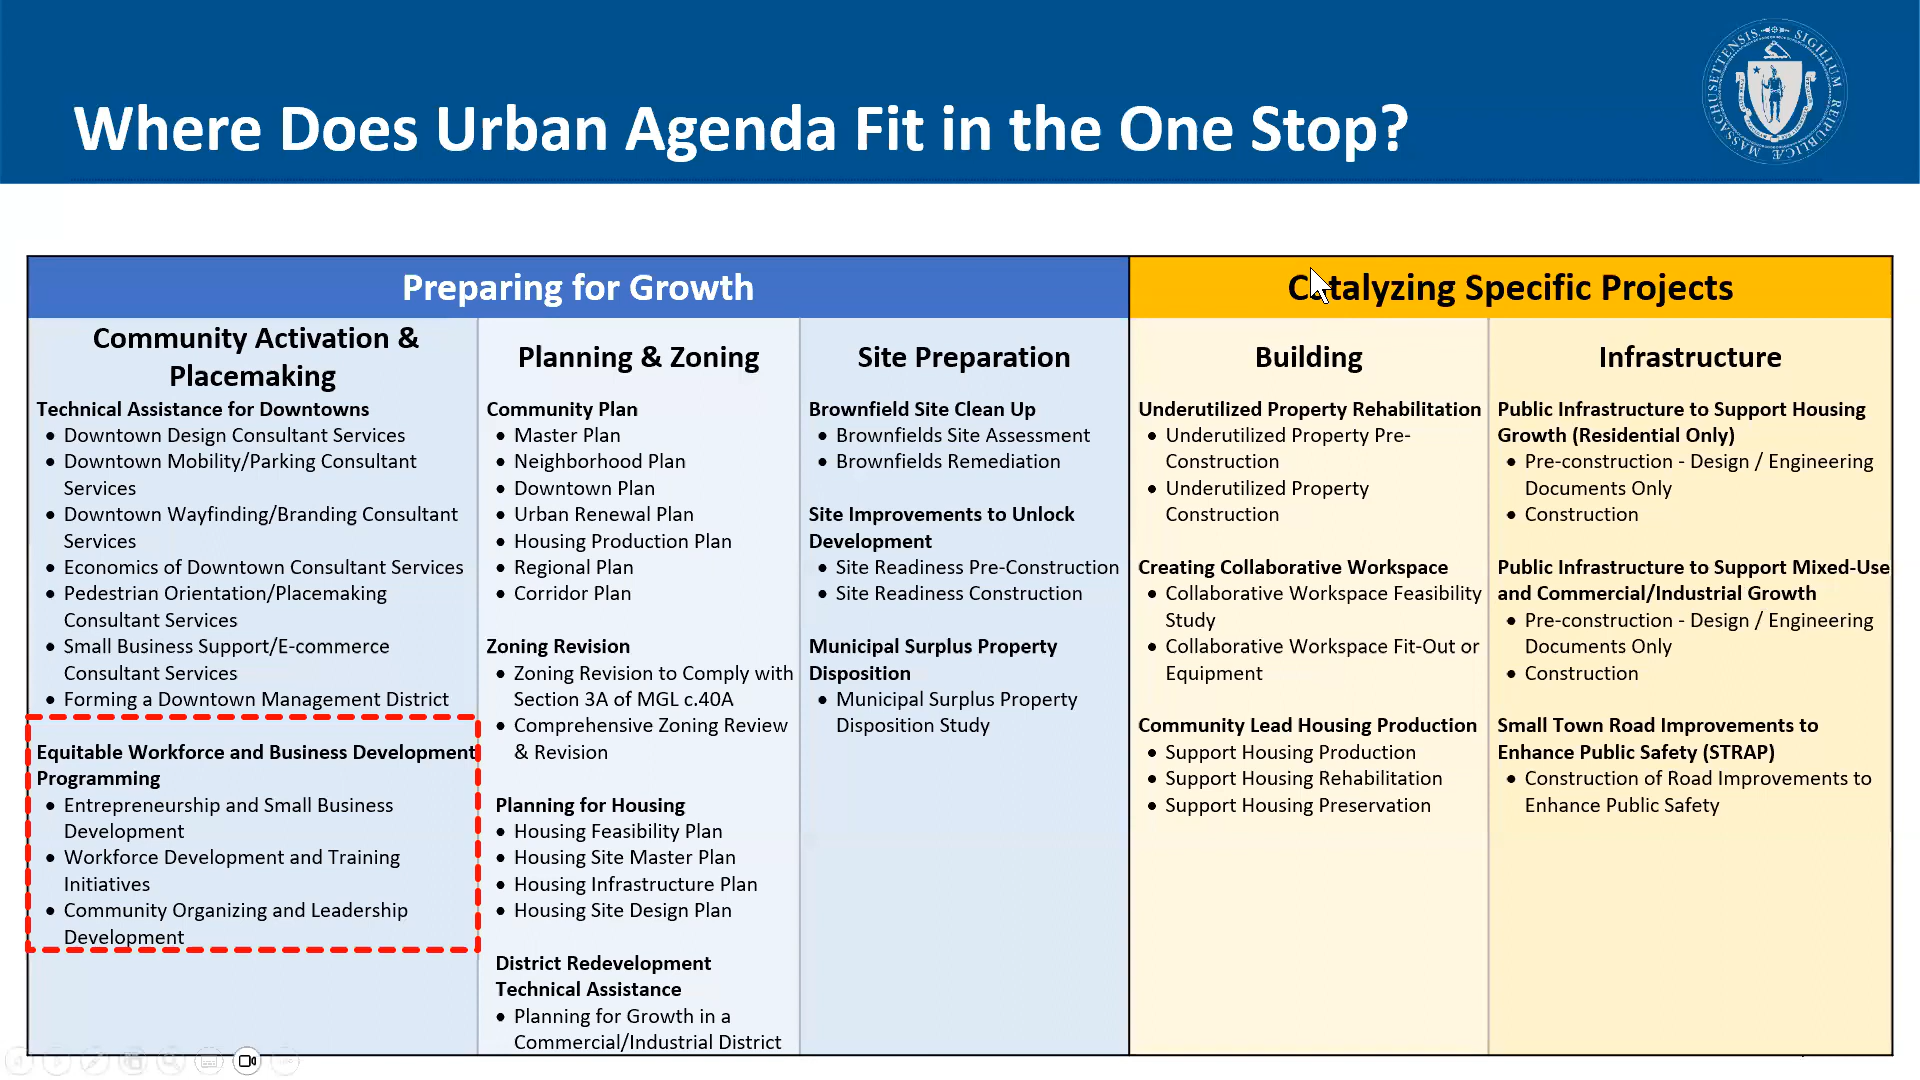 Where Does Urban Agenda Fit in the One Stop?
MASSACHUSETTENSIS. SIGILLUM REIPUBLICÆ
Preparing for Growth
Catalyzing Specific Projects
Community Activation &
Placemaking
Technical Assistance for Downtowns
• Downtown Design Consultant Services
• Downtown Mobility/Parking Consultant
Services
• Downtown Wayfinding/Branding Consultant
Services
• Economics of Downtown Consultant Services
• Pedestrian Orientation/Placemaking
Consultant Services
• Small Business Support/E-commerce
Consultant Services
• Forming a Downtown Management District
Equitable Workforce and Business Development
Programming
• Entrepreneurship and Small Business
Development
• Workforce Development and Training
Initiatives
• Community Organizing and Leadership
Development
Planning & Zoning
Community Plan
• Master Plan
• Neighborhood Plan
• Downtown Plan
• Urban Renewal Plan
• Housing Production Plan
• Regional Plan
• Corridor Plan
Zoning Revision
• Zoning Revision to Comply with
Section 3A of MGL c.40A
• Comprehensive Zoning Review
& Revision
Planning for Housing
• Housing Feasibility Plan
• Housing Site Master Plan
• Housing Infrastructure Plan
• Housing Site Design Plan
District Redevelopment
Technical Assistance
• Planning for Growth in a
Commercial/Industrial District
Site Preparation
Brownfield Site Clean Up
• Brownfields Site Assessment
• Brownfields Remediation
Site Improvements to Unlock
Development
• Site Readiness Pre-Construction
• Site Readiness Construction
Municipal Surplus Property
Disposition
• Municipal Surplus Property
Disposition Study
Building
Underutilized Property Rehabilitation
• Underutilized Property Pre-
Construction
• Underutilized Property
Construction
Creating Collaborative Workspace
• Collaborative Workspace Feasibility
Study
• Collaborative Workspace Fit-Out or
Equipment
Community Lead Housing Production
• Support Housing Production
• Support Housing Rehabilitation
• Support Housing Preservation
Infrastructure
Public Infrastructure to Support Housing
Growth (Residential Only)
• Pre-construction - Design / Engineering
Documents Only
• Construction
Public Infrastructure to Support Mixed-Use
and Commercial/Industrial Growth
• Pre-construction - Design / Engineering
Documents Only
• Construction
Small Town Road Improvements to
Enhance Public Safety (STRAP)
• Construction of Road Improvements to
Enhance Public Safety